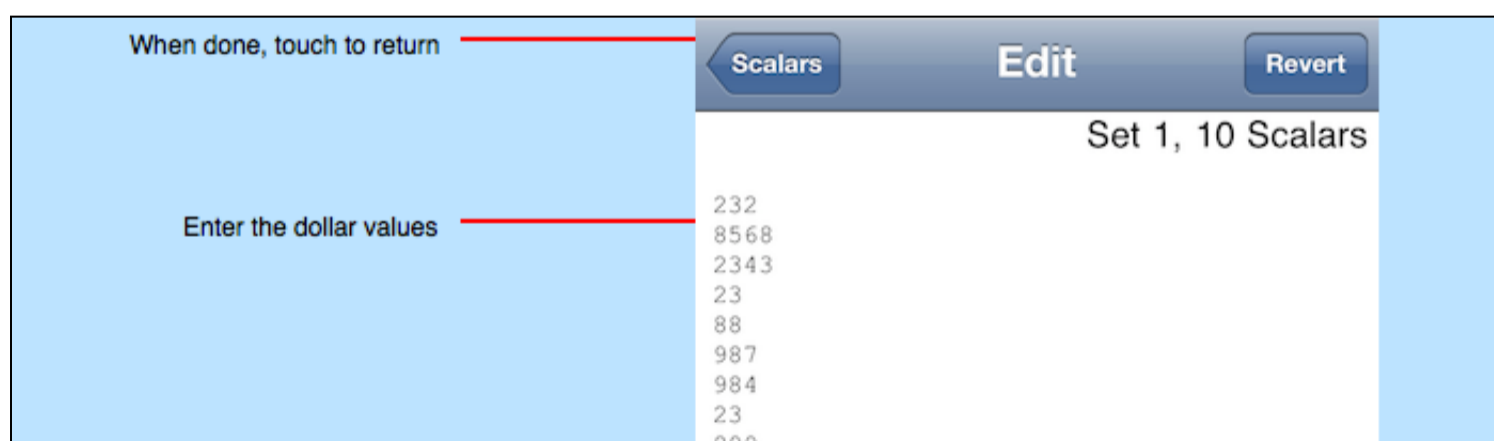 When done, touch to return
Scalars Edit Revert
Set 1, 10 Scalars
Enter the dollar values
232
8568
2343
23
88
987
984
23